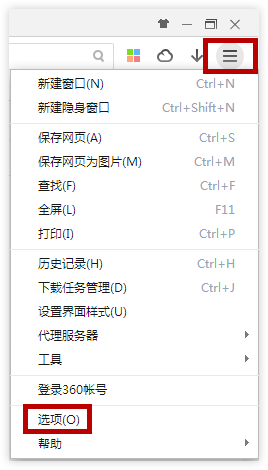 新建窗口(N) Ctrl+N
新建隐身窗口 Ctrl+Shift+N
保存网页(A) Ctrl+S
保存网页为图片(M) Ctrl+M
查找(F) Ctrl+F
全屏(L) F11
打印(I) Ctrl+P
历史记录(H) Ctrl+H
下载任务管理(D) Ctrl+J
设置界面样式(U)
代理服务器
工具
登录360帐号
选项(O)
帮助